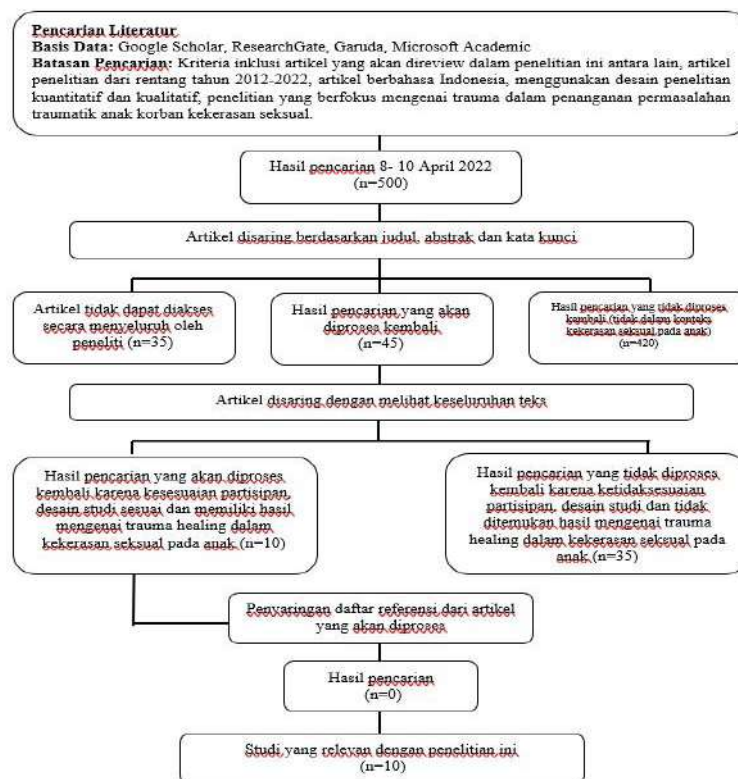 Pencarian Literatur
Basis Data: Google Scholar, ResearchGate, Garuda, Microsoft Academic
Batasan Pencarian: Kriteria inklusi artikel yang akan direview dalam penelitian ini antara lain, artikel
penelitian dari rentang tahun 2012-2022, artikel berbahasa Indonesia, menggunakan desain penelitian
kuantitatif dan kualitatif, penelitian yang berfokus mengenai trauma dalam penanganan permasalahan
traumatik anak korban kekerasan seksual.
Hasil pencarian 8- 10 April 2022
(n=500)
Artikel disaring berdasarkan judul, abstrak dan kata kunci
Artikel tidak dapat diakses
secara menyeluruh oleh
peneliti (n=35)
Hasil pencarian yang akan
diproses kembali
(n=45)
Hasil pencarian yang tidak diproses
kembali (tidak dalam konteks
kekerasan seksual pada anak)
(n=420)
Artikel disaring dengan melihat keseluruhan teks
Hasil pencarian yang akan diproses
kembali karena kesesuaian partisipan,
desain studi sesuai dan memiliki hasil
mengenai trauma healing dalam
kekerasan seksual pada anak (n=10)
Hasil pencarian yang tidak diproses
kembali karena ketidaksesuaian
partisipan, desain studi dan tidak
ditemukan hasil mengenai trauma
healing dalam kekerasan seksual pada
anak (n=35)
Penyaringan daftar referensi dari artikel
yang akan diproses
Hasil pencarian
(n=0)
Studi yang relevan dengan penelitian ini
(n=10)